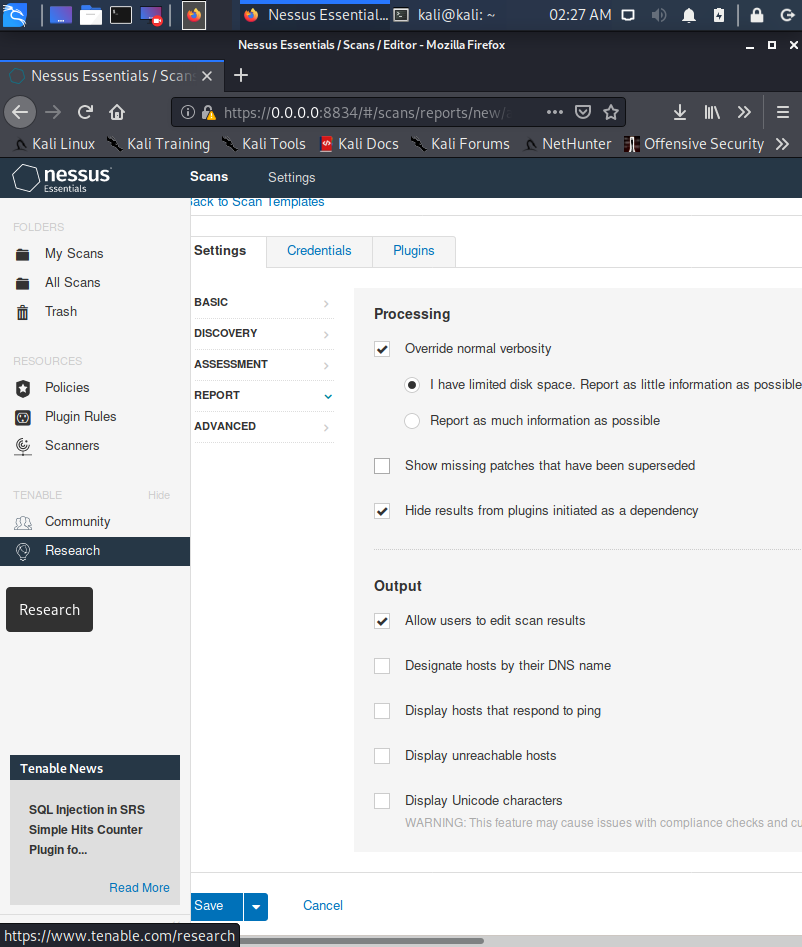 Nessus Essential...
kali@kali: ~
02:27 AM
Nessus Essentials / Scans / Editor - Mozilla Firefox
Nessus Essentials / Scans
https://0.0.0.0:8834/#/scans/reports/new/
Kali Linux
Kali Training
Kali Tools
Kali Docs
Kali Forums
NetHunter
Offensive Security
nessus
Essentials
Scans
Settings
Back to Scan Templates
FOLDERS
My Scans
All Scans
Trash
RESOURCES
Policies
Plugin Rules
Scanners
TENABLE
Hide
Community
Research
Research
Tenable News
SQL Injection in SRS
Simple Hits Counter
Plugin fo...
Read More
https://www.tenable.com/research
Settings
Credentials
Plugins
BASIC
DISCOVERY
ASSESSMENT
REPORT
ADVANCED
Processing
Override normal verbosity
I have limited disk space. Report as little information as possible
Report as much information as possible
Show missing patches that have been superseded
Hide results from plugins initiated as a dependency
Output
Allow users to edit scan results
Designate hosts by their DNS name
Display hosts that respond to ping
Display unreachable hosts
Display Unicode characters
WARNING: This feature may cause issues with compliance checks and cu
Save
Cancel